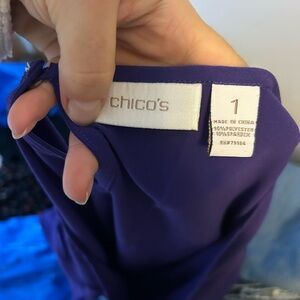 chico's
1
MADE IN CHINA
90%POLYESTER
10%SPANDEX